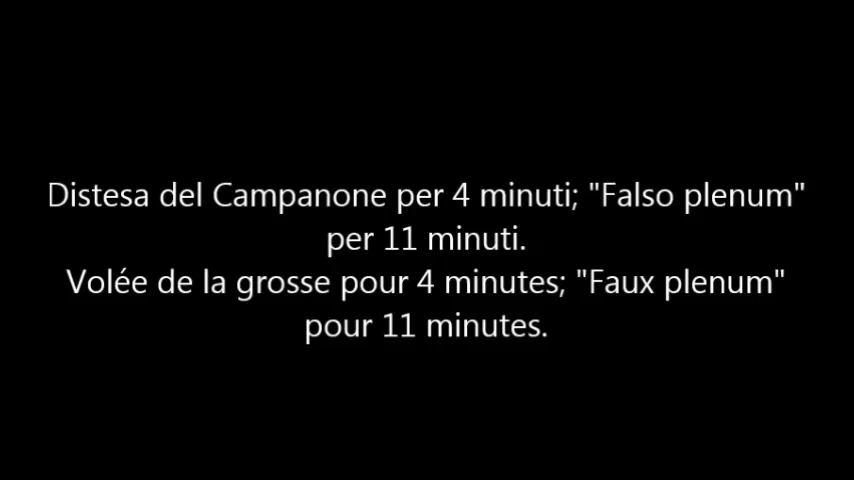 Distesa del Campanone per 4 minuti; "Falso plenum"
per 11 minuti.
Volée de la grosse pour 4 minutes; "Faux plenum"
pour 11 minutes.